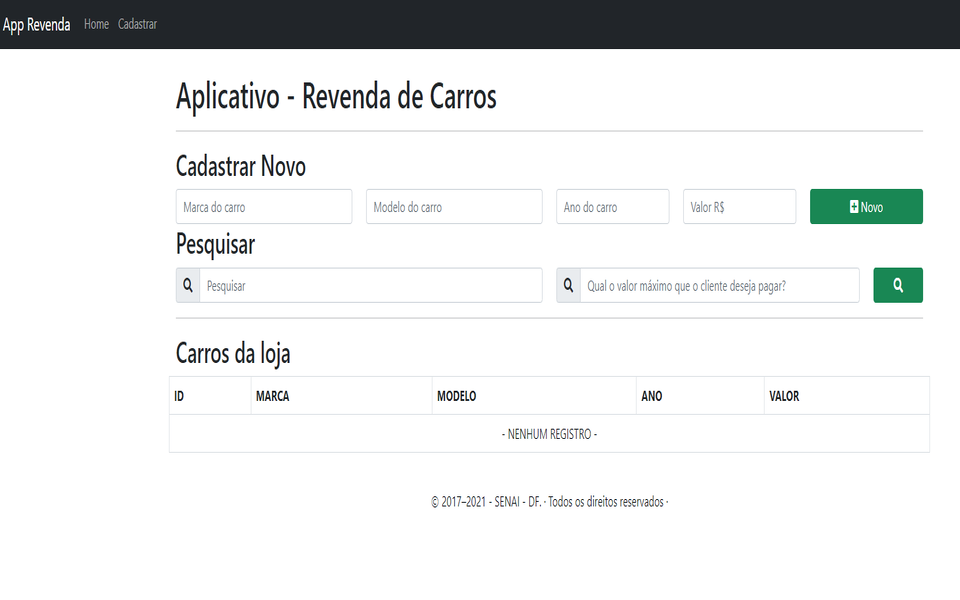 App Revenda Home Cadastrar
Aplicativo - Revenda de Carros
Cadastrar Novo
Marca do carro Modelo do carro Ano do carro Valor R$ Novo
Pesquisar
Pesquisar Qual o valor máximo que o cliente deseja pagar?
Carros da loja
ID MARCA MODELO ANO VALOR
- NENHUM REGISTRO -
© 2017–2021 - SENAI - DF. · Todos os direitos reservados ·